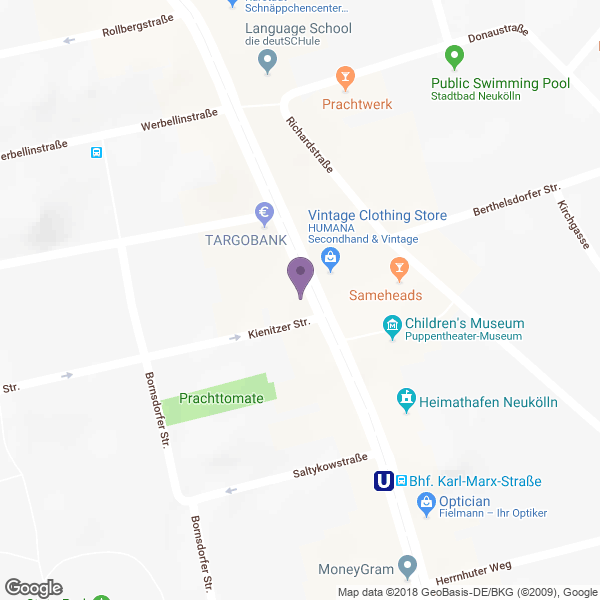 Schnäppchencenter...
Rollbergstraße
Language School
die deutSCHule
Donaustraße
Public Swimming Pool
Stadtbad Neukölln
Prachtwerk
Werbellinstraße
Richardstraße
erbellinstraße
Berthelsdorfer Str.
Kirchgasse
Vintage Clothing Store
HUMANA
Secondhand & Vintage
€
TARGOBANK
Sameheads
Kienitzer Str.
Children's Museum
Puppentheater-Museum
Str.
Bornsdorfer Str.
Prachttomate
Heimathafen Neukölln
Saltykowstraße
U
Bhf. Karl-Marx-Straße
Optician
Fielmann – Ihr Optiker
Bornsdorfer Str.
MoneyGram
Herrnhuter Weg
Google
Map data ©2018 GeoBasis-DE/BKG (©2009), Google